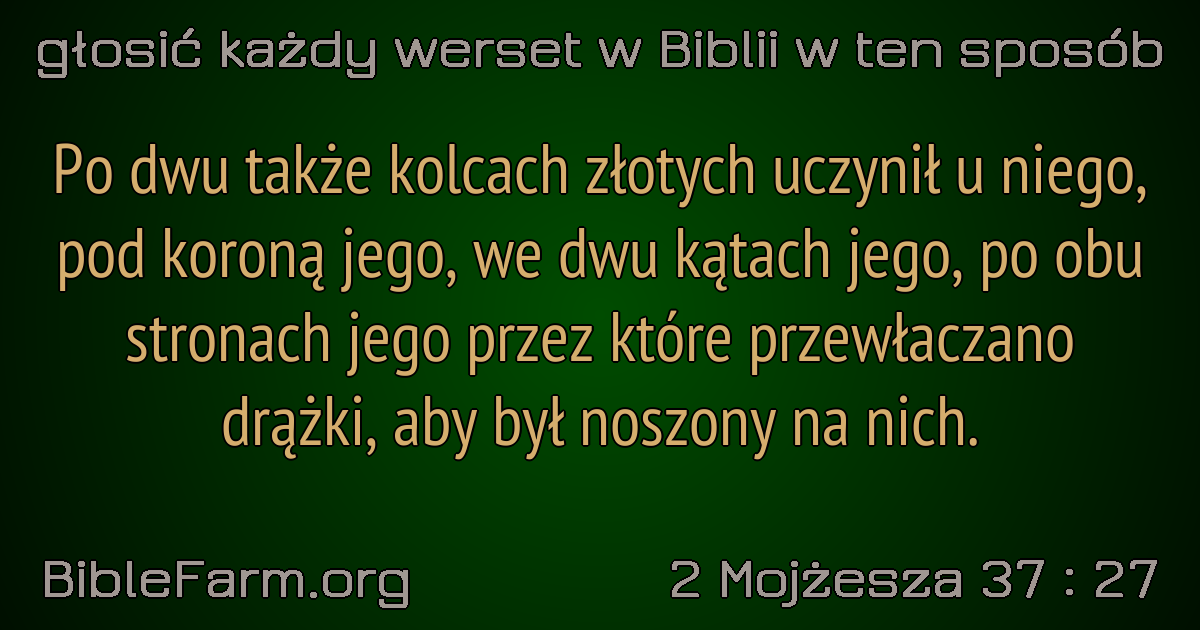 głosić każdy werset w Biblii w ten sposób
Po dwu także kolcach złotych uczynił u niego,
pod koroną jego, we dwu kątach jego, po obu
stronach jego przez które przewłaczano
drążki, aby był noszony na nich.
BibleFarm.org
2 Mojżesza 37 : 27